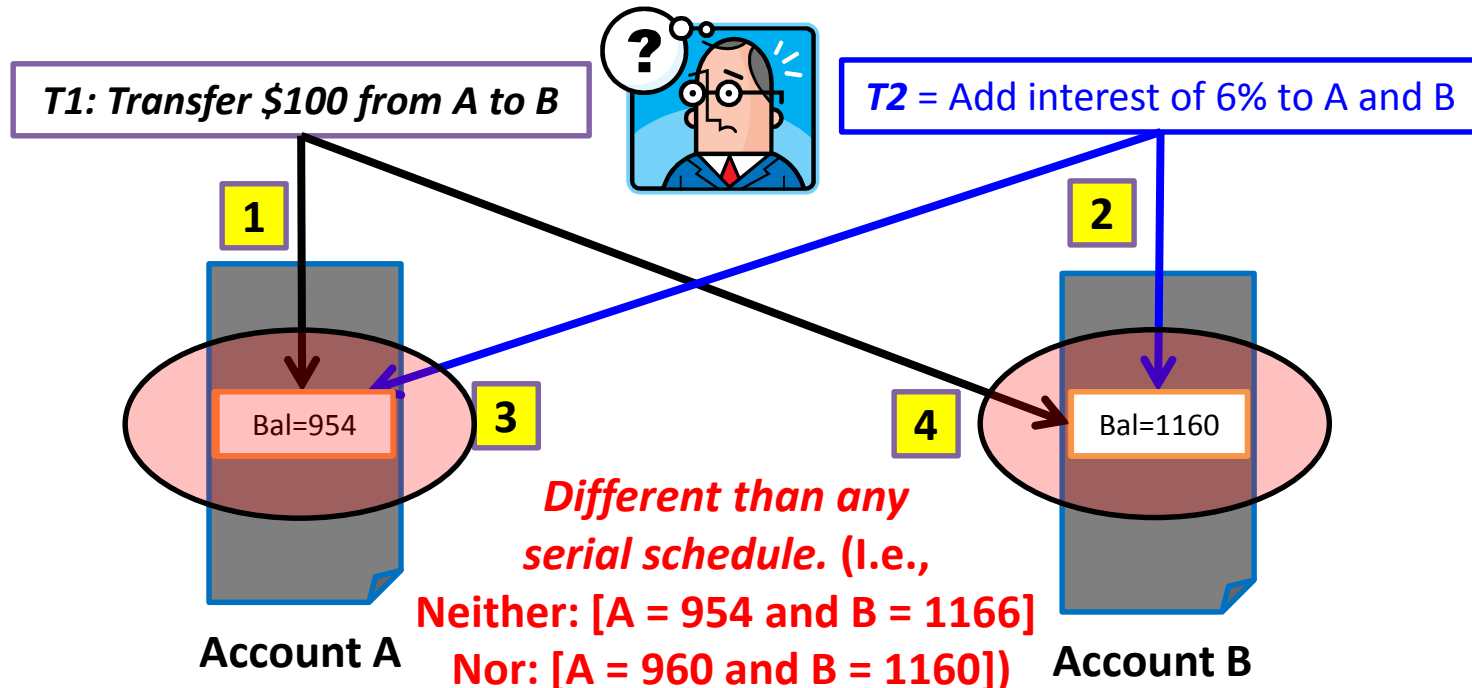 ?
T1: Transfer $100 from A to B
T2 = Add interest of 6% to A and B
1
2
3
4
Bal=954
Bal=1160
Different than any
serial schedule. (I.e.,
Neither: [A = 954 and B = 1166]
Nor: [A = 960 and B = 1160])
Account A
Account B